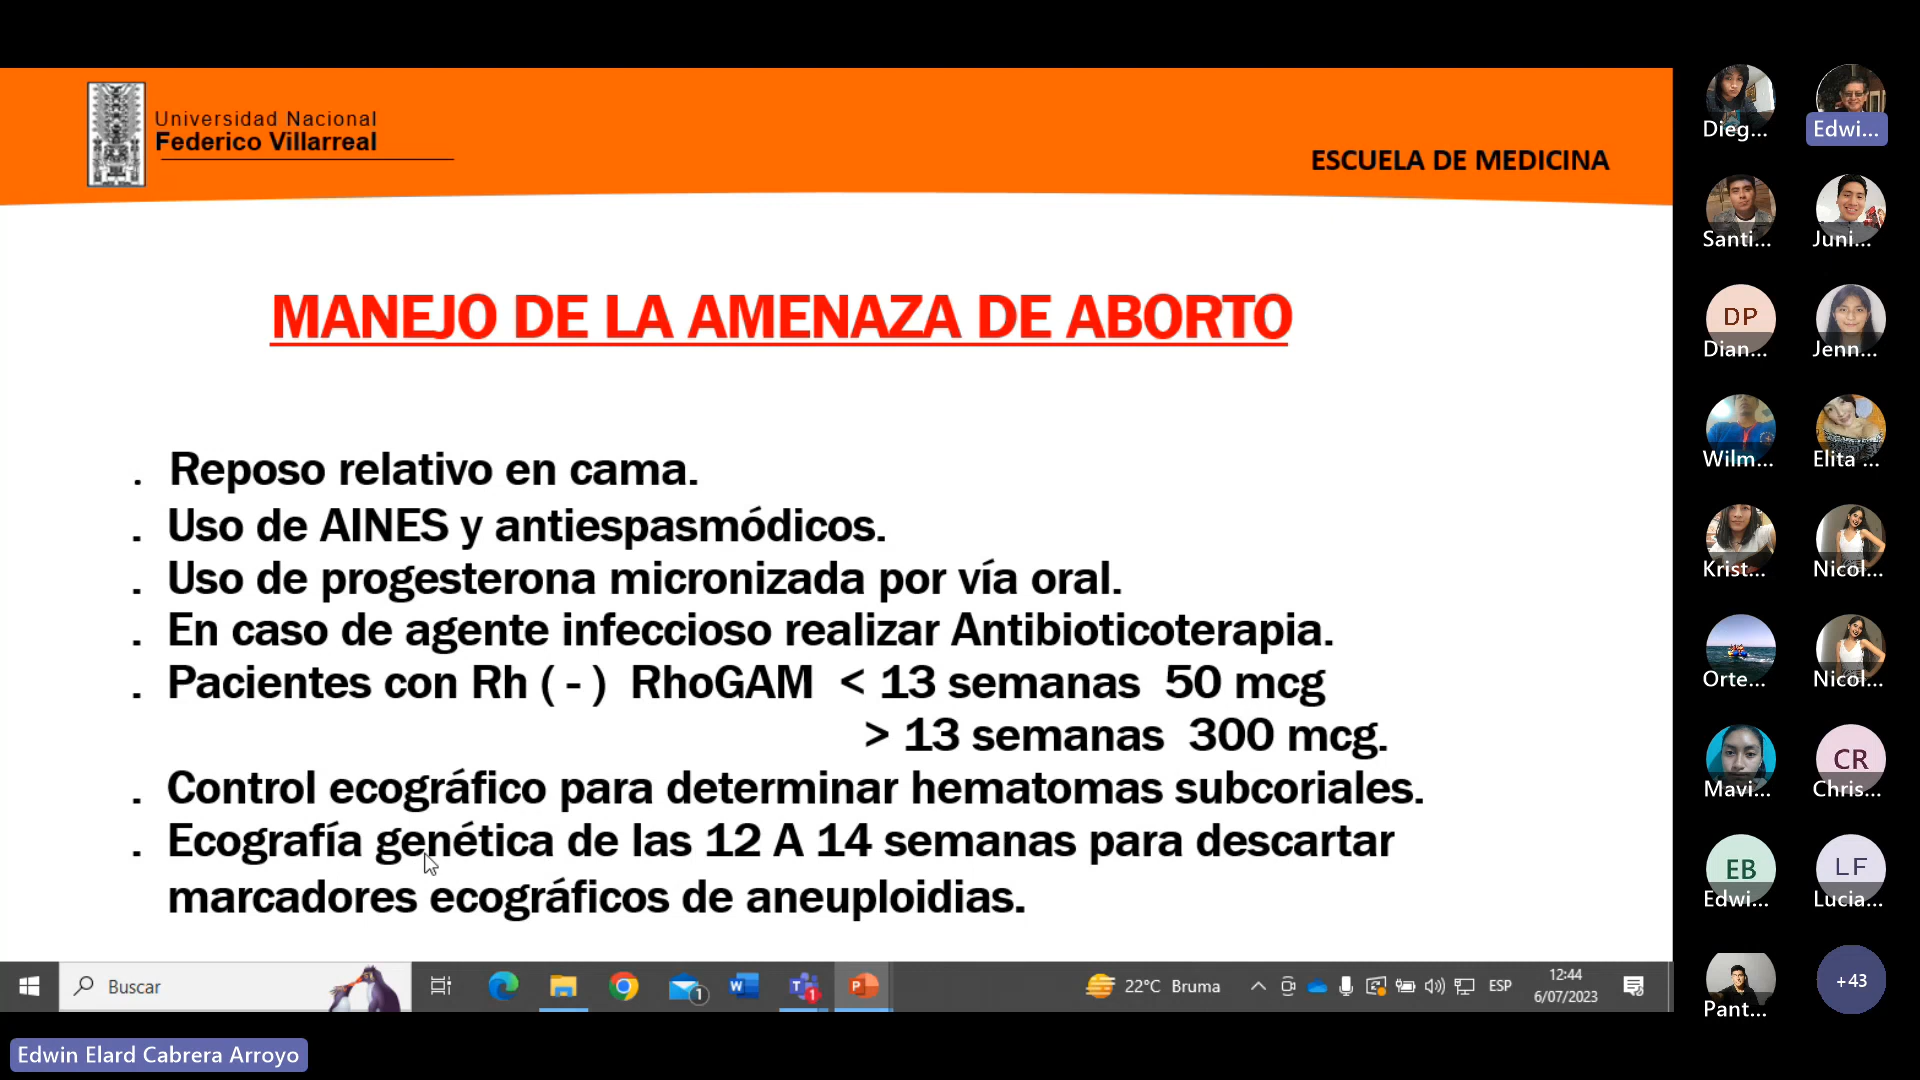 Universidad Nacional
Federico Villarreal
ESCUELA DE MEDICINA
MANEJO DE LA AMENAZA DE ABORTO
. Reposo relativo en cama.
. Uso de AINES y antiespasmódicos.
. Uso de progesterona micronizada por vía oral.
. En caso de agente infeccioso realizar Antibioticoterapia.
. Pacientes con Rh ( - ) RhoGAM < 13 semanas 50 mcg
> 13 semanas 300 mcg.
. Control ecográfico para determinar hematomas subcoriales.
. Ecografía genética de las 12 A 14 semanas para descartar
marcadores ecográficos de aneuploidias.
Buscar
1
1
22°C Bruma
ESP
12:44
6/07/2023
Edwin Elard Cabrera Arroyo
Dieg...
Edwi...
Santi...
Juni...
DP
Dian...
Jenn...
Wilm...
Elita ...
Krist...
Nicol...
Orte...
Nicol...
Mavi...
CR
Chris...
EB
Edwi...
LF
Lucia...
Pant...
+43